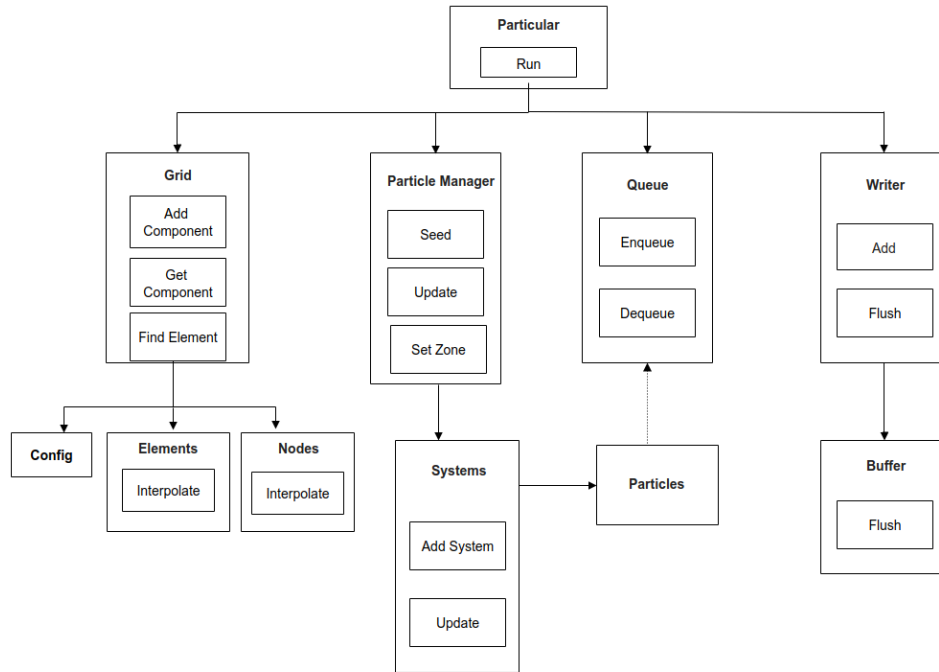 Particular
Run
Grid
Add
Component
Get
Component
Find Element
Particle Manager
Seed
Update
Set Zone
Queue
Enqueue
Dequeue
Writer
Add
Flush
Config
Elements
Interpolate
Nodes
Interpolate
Systems
Add System
Update
Particles
Buffer
Flush